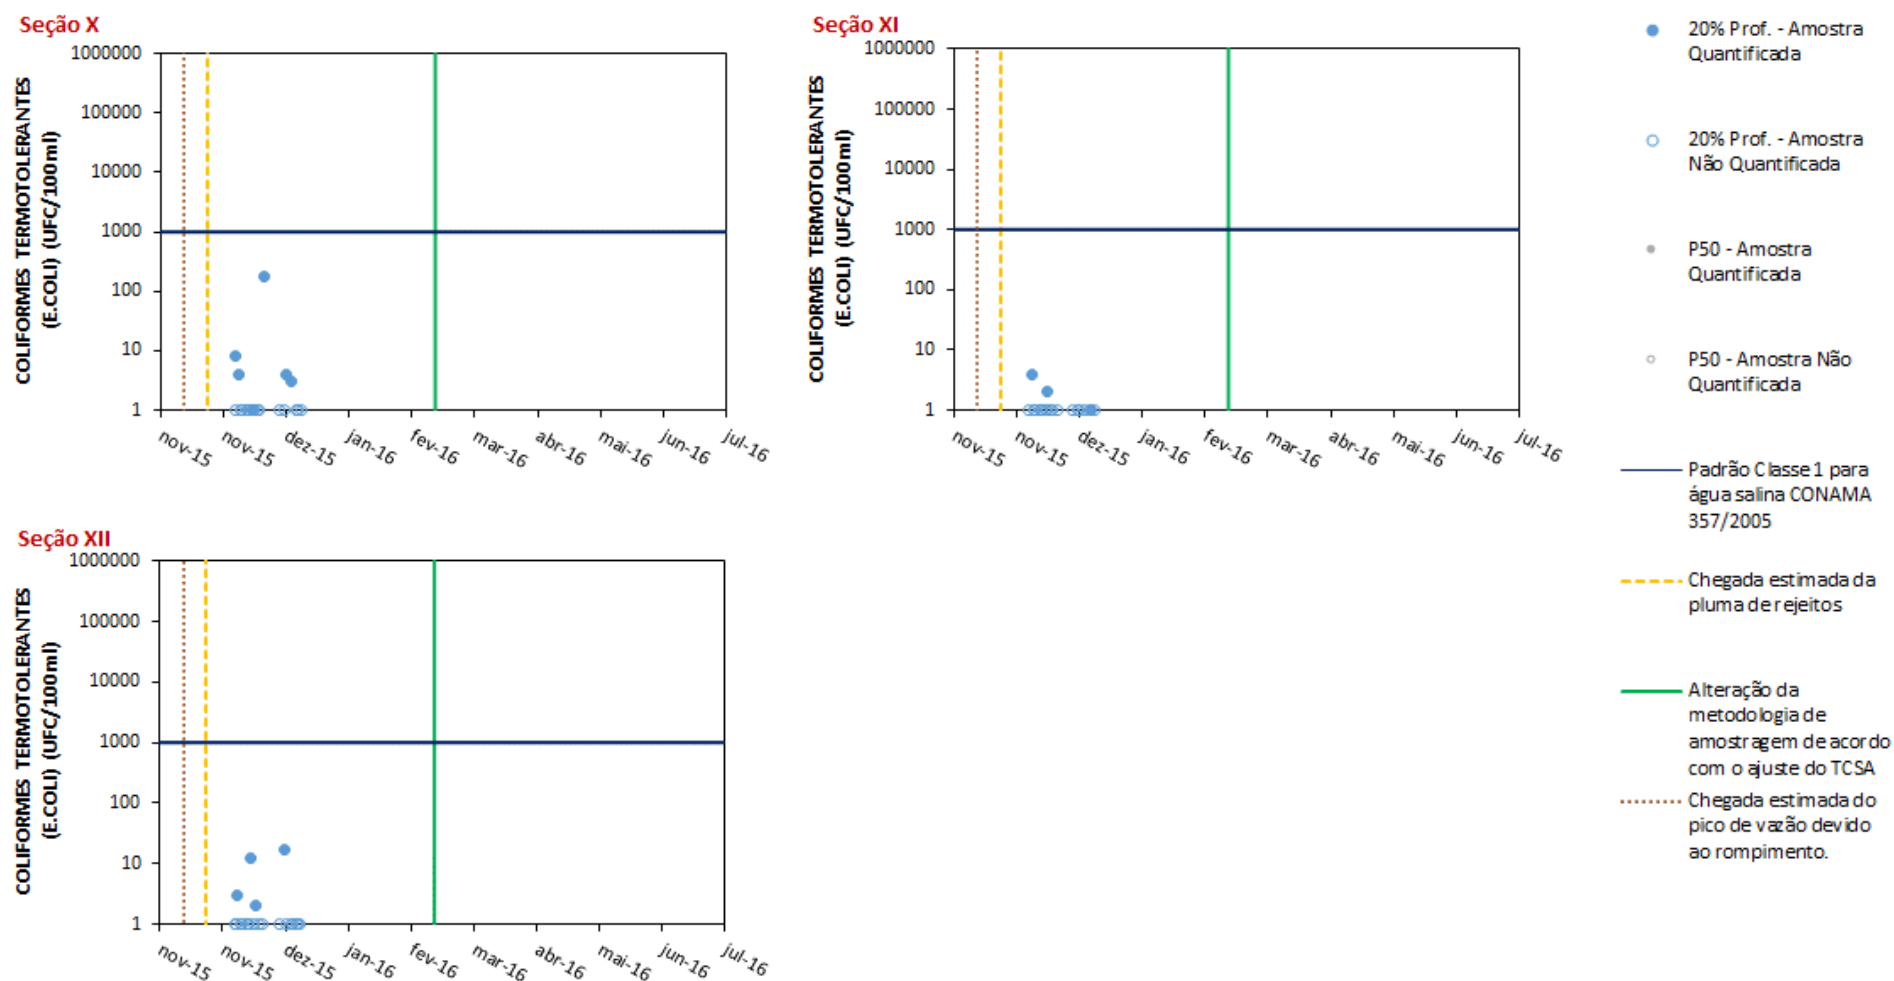 Seção X
COLIFORMES TERMOTOLERANTES
(E.COLI) (UFC/100ml)
1000000
100000
10000
1000
100
10
1
nov-15
nov-15
dez-15
jan-16
fev-16
mar-16
abr-16
mai-16
jun-16
jul-16
Seção XI
COLIFORMES TERMOTOLERANTES
(E.COLI) (UFC/100ml)
1000000
100000
10000
1000
100
10
1
nov-15
nov-15
dez-15
jan-16
fev-16
mar-16
abr-16
mai-16
jun-16
jul-16
Seção XII
COLIFORMES TERMOTOLERANTES
(E.COLI) (UFC/100ml)
1000000
100000
10000
1000
100
10
1
nov-15
nov-15
dez-15
jan-16
fev-16
mar-16
abr-16
mai-16
jun-16
jul-16
20% Prof. - Amostra
Quantificada
20% Prof. - Amostra
Não Quantificada
P50 - Amostra
Quantificada
P50 - Amostra Não
Quantificada
Padrão Classe 1 para
água salina CONAMA
357/2005
Chegada estimada da
pluma de rejeitos
Alteração da
metodologia de
amostragem de acordo
com o ajuste do TCSA
Chegada estimada do
pico de vazão devido
ao rompimento.